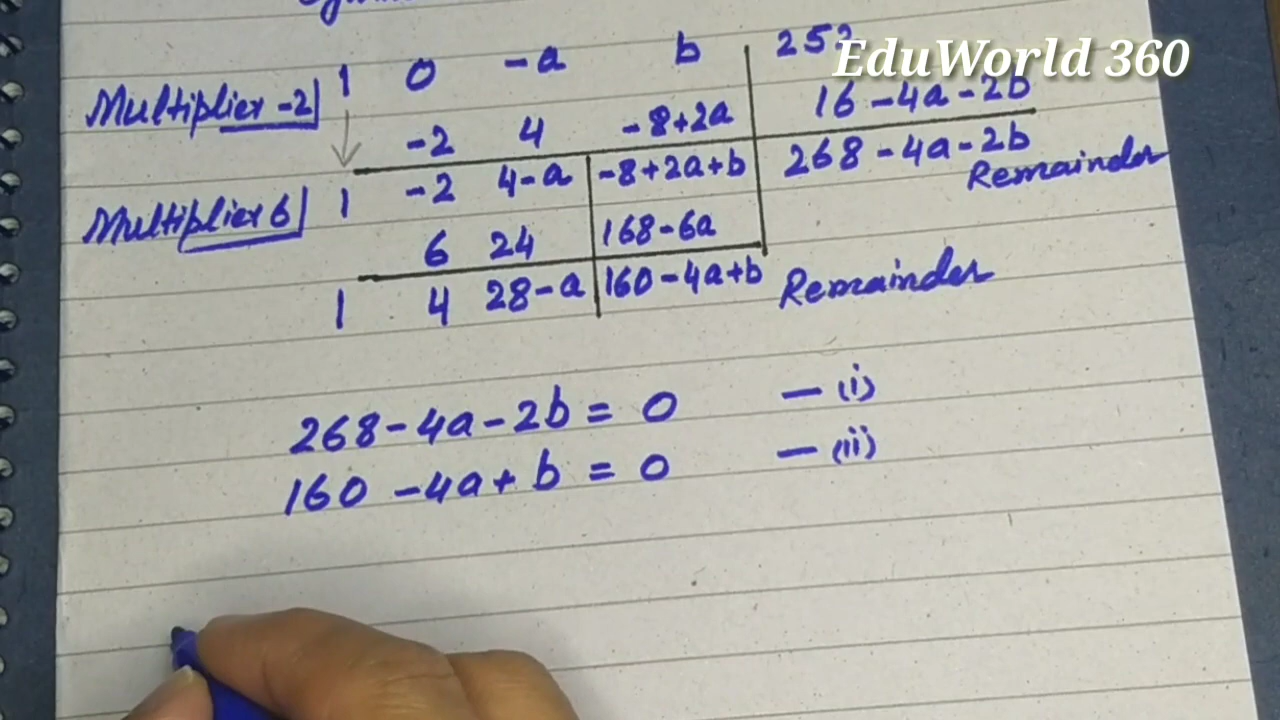 1 0 -a b 252
EduWorld 360
Multiplier -2
-2 4 -8+2a 16-4a-2b
1 -2 4-a -8+2a+b 268-4a-2b
Remainder
Multiplier 6
6 24 168-6a
1 4 28-a 160-4a+b Remainder
268-4a-2b = 0 — (i)
160 -4a+b = 0 — (ii)